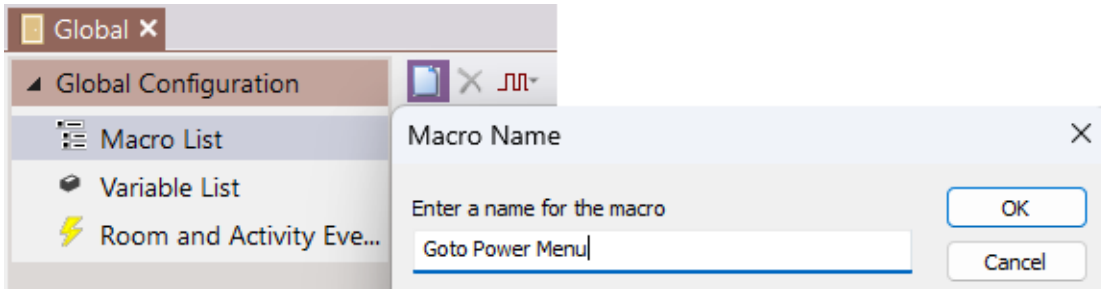 Global
Global Configuration
Macro List
Variable List
Room and Activity Eve...
Macro Name
Enter a name for the macro
Goto Power Menu
OK
Cancel